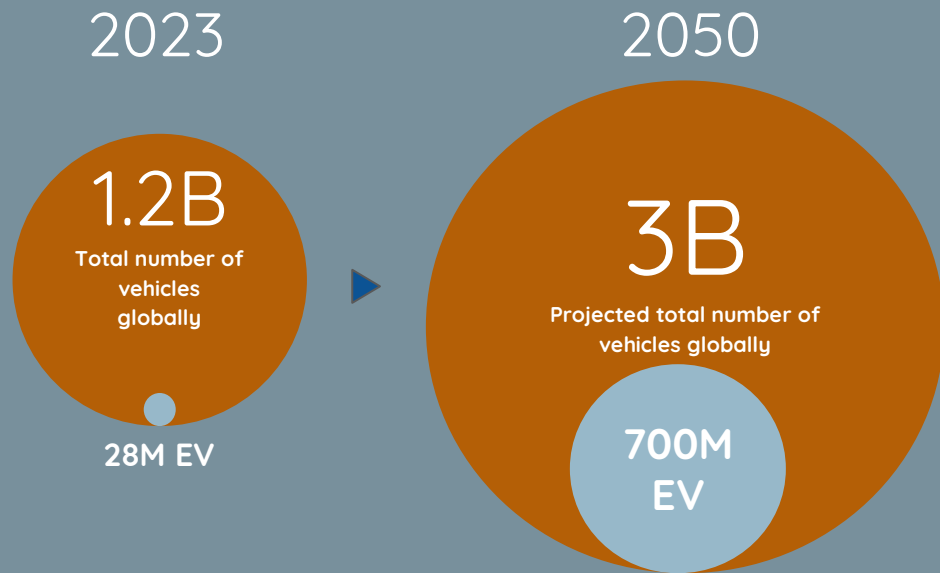 2023
1.2B
Total number of
vehicles
globally
28M EV
2050
3B
Projected total number of
vehicles globally
700M
EV